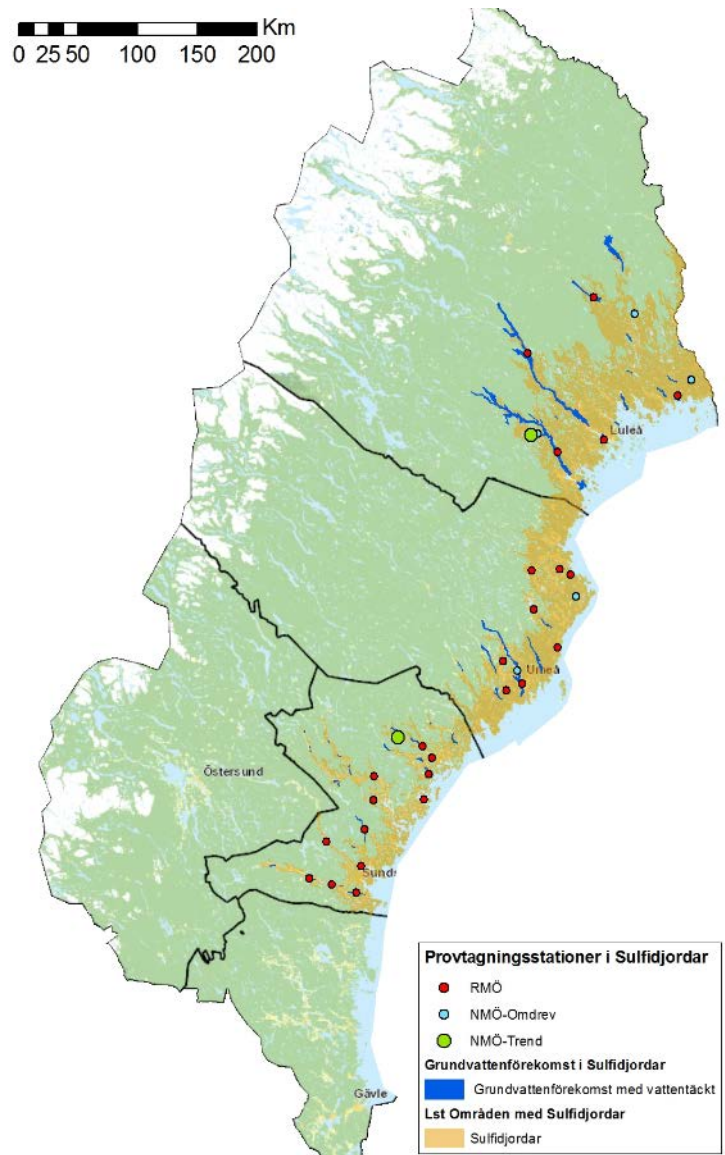 Km
0 25 50 100 150 200
Luleå
Umeå
Östersund
Sunds
Gävle
Provtagningsstationer i Sulfidjordar
RMÖ
NMÖ-Omdrev
NMÖ-Trend
Grundvattenförekomst i Sulfidjordar
Grundvattenförekomst med vattentäckt
Lst Områden med Sulfidjordar
Sulfidjordar